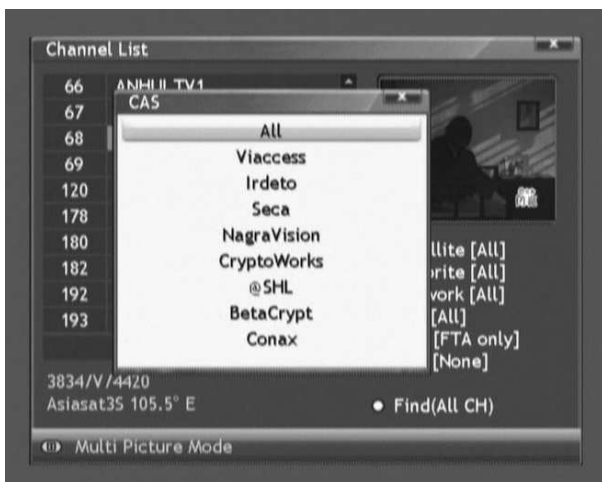 Channel List
66 ANHUI TV1
67
68
69
120
178
180
182
192
193
CAS
All
Viaccess
Irdeto
Seca
NagraVision
CryptoWorks
@SHL
BetaCrypt
Conax
llite [All]
rite [All]
work [All]
[All]
[FTA only]
[None]
3834/V/4420
Asiasat3S 105.5° E
Find(All CH)
Multi Picture Mode